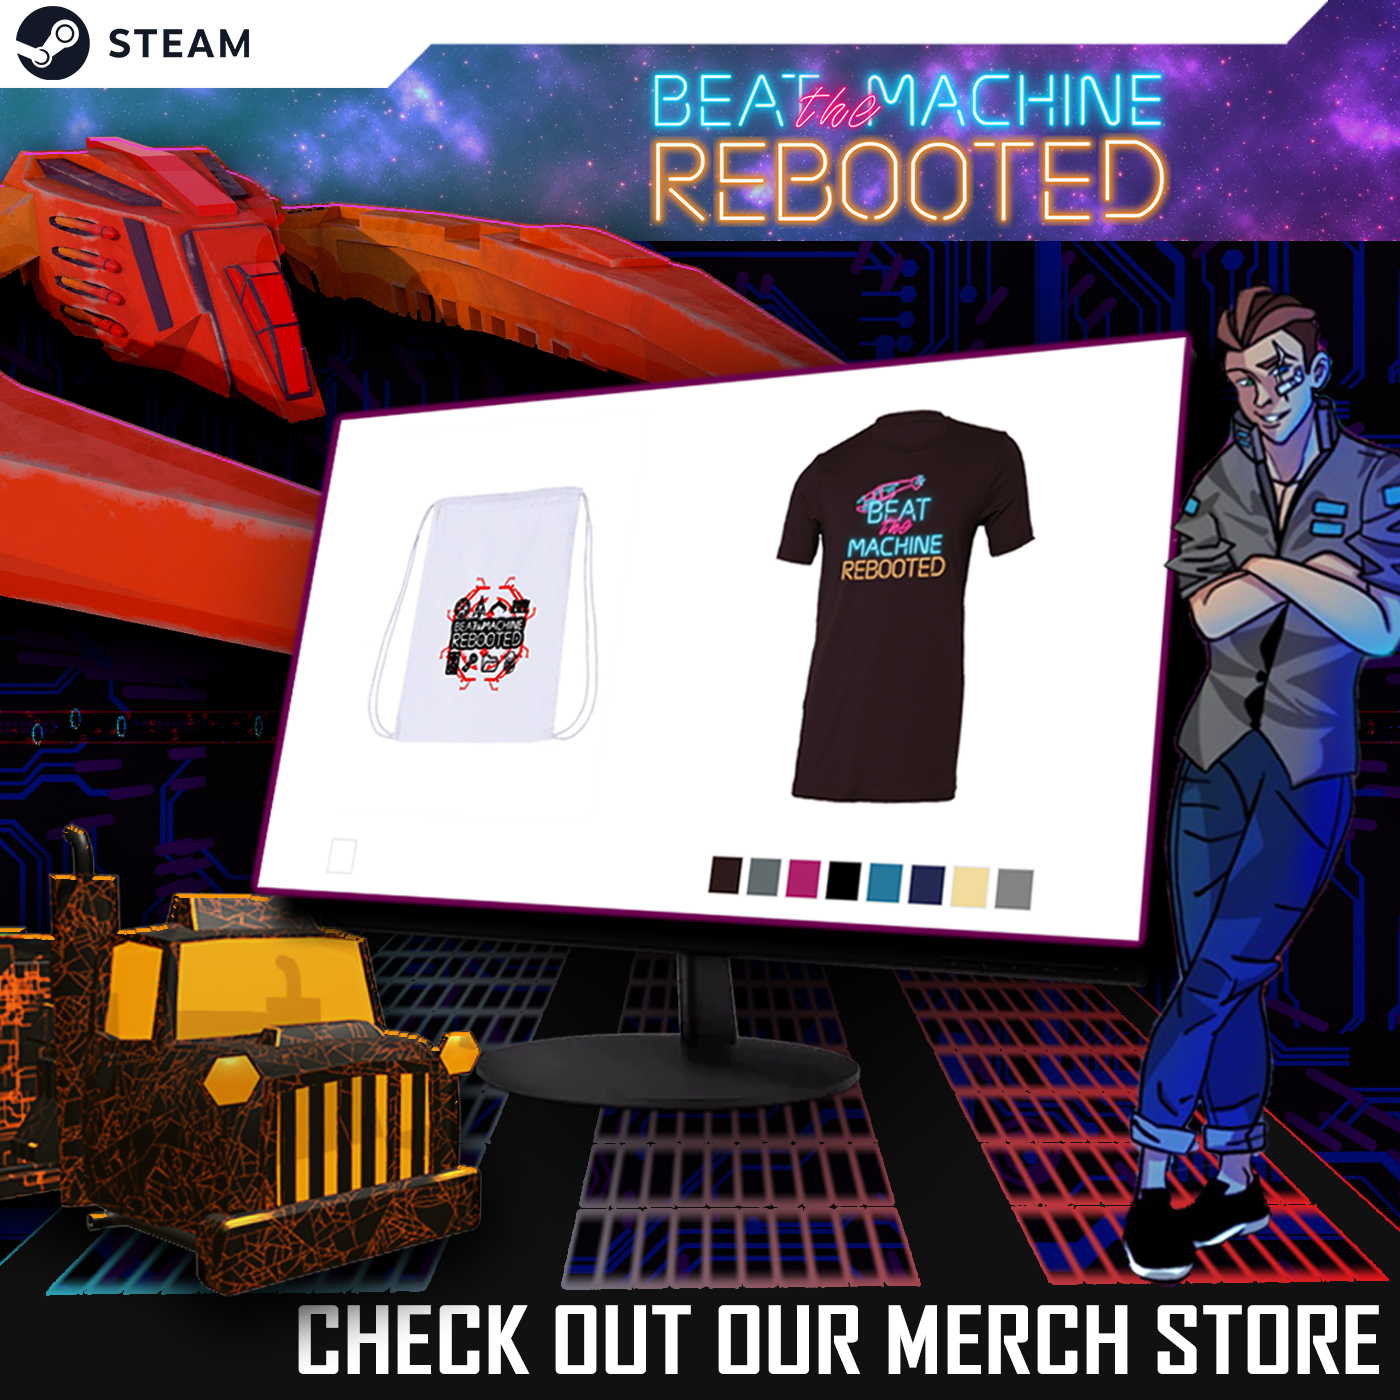 STEAM
BEAT the MACHINE
REBOOTED
BEAT the MACHINE
REBOOTED
BEAT
the
MACHINE
REBOOTED
CHECK OUT OUR MERCH STORE